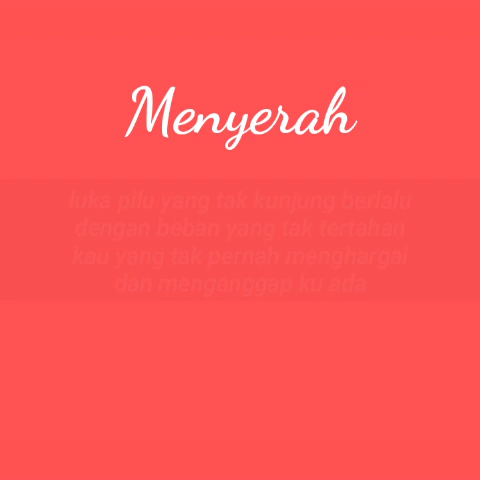 Menyerah
luka pilu yang tak kunjung berlalu
dengan beban yang tak tertahan
kau yang tak pernah menghargai
dan menganggap ku ada